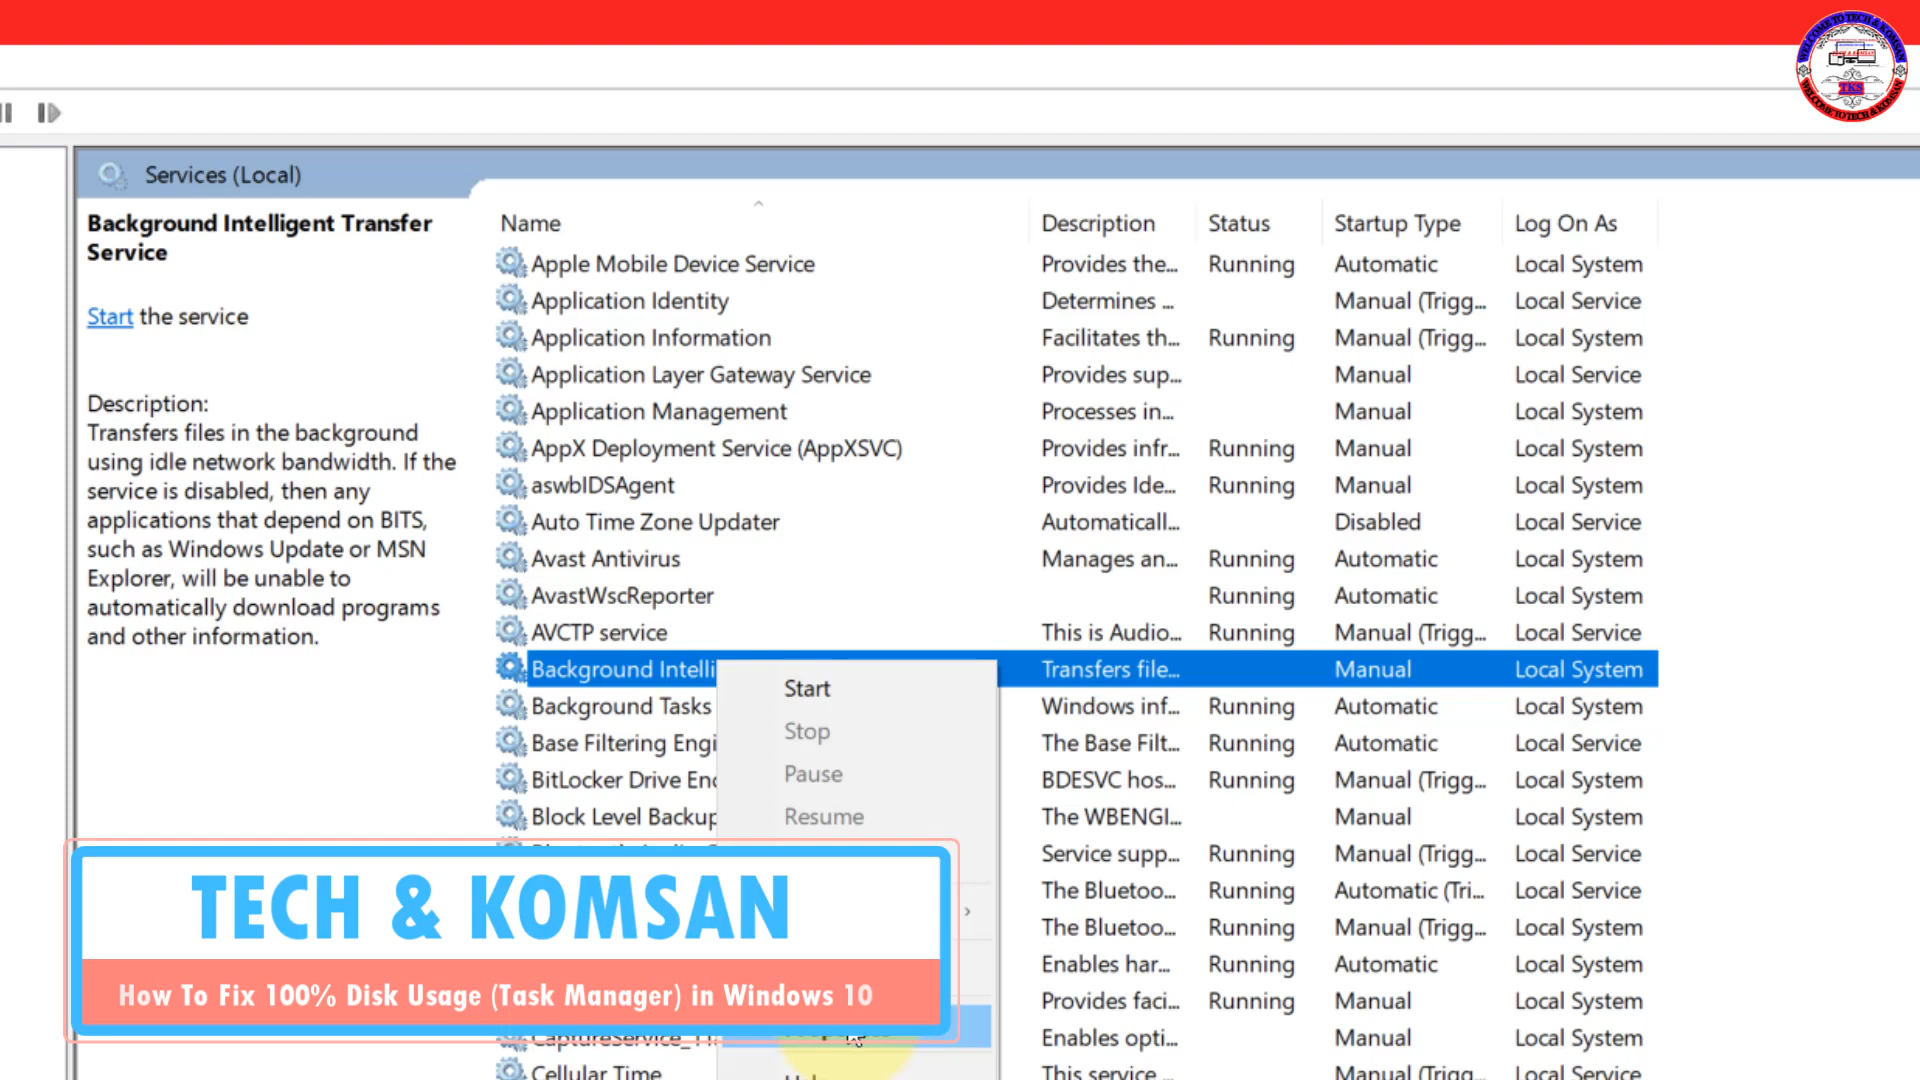 WELCOME TO TECH & KOMSAN
TKS
WELCOME TO TECH & KOMSAN
Services (Local)
Background Intelligent Transfer
Service
Start the service
Description:
Transfers files in the background
using idle network bandwidth. If the
service is disabled, then any
applications that depend on BITS,
such as Windows Update or MSN
Explorer, will be unable to
automatically download programs
and other information.
Name Description Status Startup Type Log On As
Apple Mobile Device Service Provides the... Running Automatic Local System
Application Identity Determines ... Manual (Trigg... Local Service
Application Information Facilitates th... Running Manual (Trigg... Local System
Application Layer Gateway Service Provides sup... Manual Local Service
Application Management Processes in... Manual Local System
AppX Deployment Service (AppXSVC) Provides infr... Running Manual Local System
aswbIDSAgent Provides Ide... Running Manual Local System
Auto Time Zone Updater Automaticall... Disabled Local Service
Avast Antivirus Manages an... Running Automatic Local System
AvastWscReporter Running Automatic Local System
AVCTP service This is Audio... Running Manual (Trigg... Local Service
Background Intelli Transfers file... Manual Local System
Background Tasks Windows inf... Running Automatic Local System
Base Filtering Engi The Base Filt... Running Automatic Local Service
BitLocker Drive Enc BDESVC hos... Running Manual (Trigg... Local System
Block Level Backup The WBENGI... Manual Local System
Service supp... Running Manual (Trigg... Local System
The Bluetoo... Running Automatic (Tri... Local Service
The Bluetoo... Running Manual (Trigg... Local Service
Enables har... Running Automatic Local System
Provides faci... Running Manual Local System
Enables opti... Manual Local System
Cellular Time This service Manual (Trigg... Local Service
Start
Stop
Pause
Resume
TECH & KOMSAN
How To Fix 100% Disk Usage (Task Manager) in Windows 10